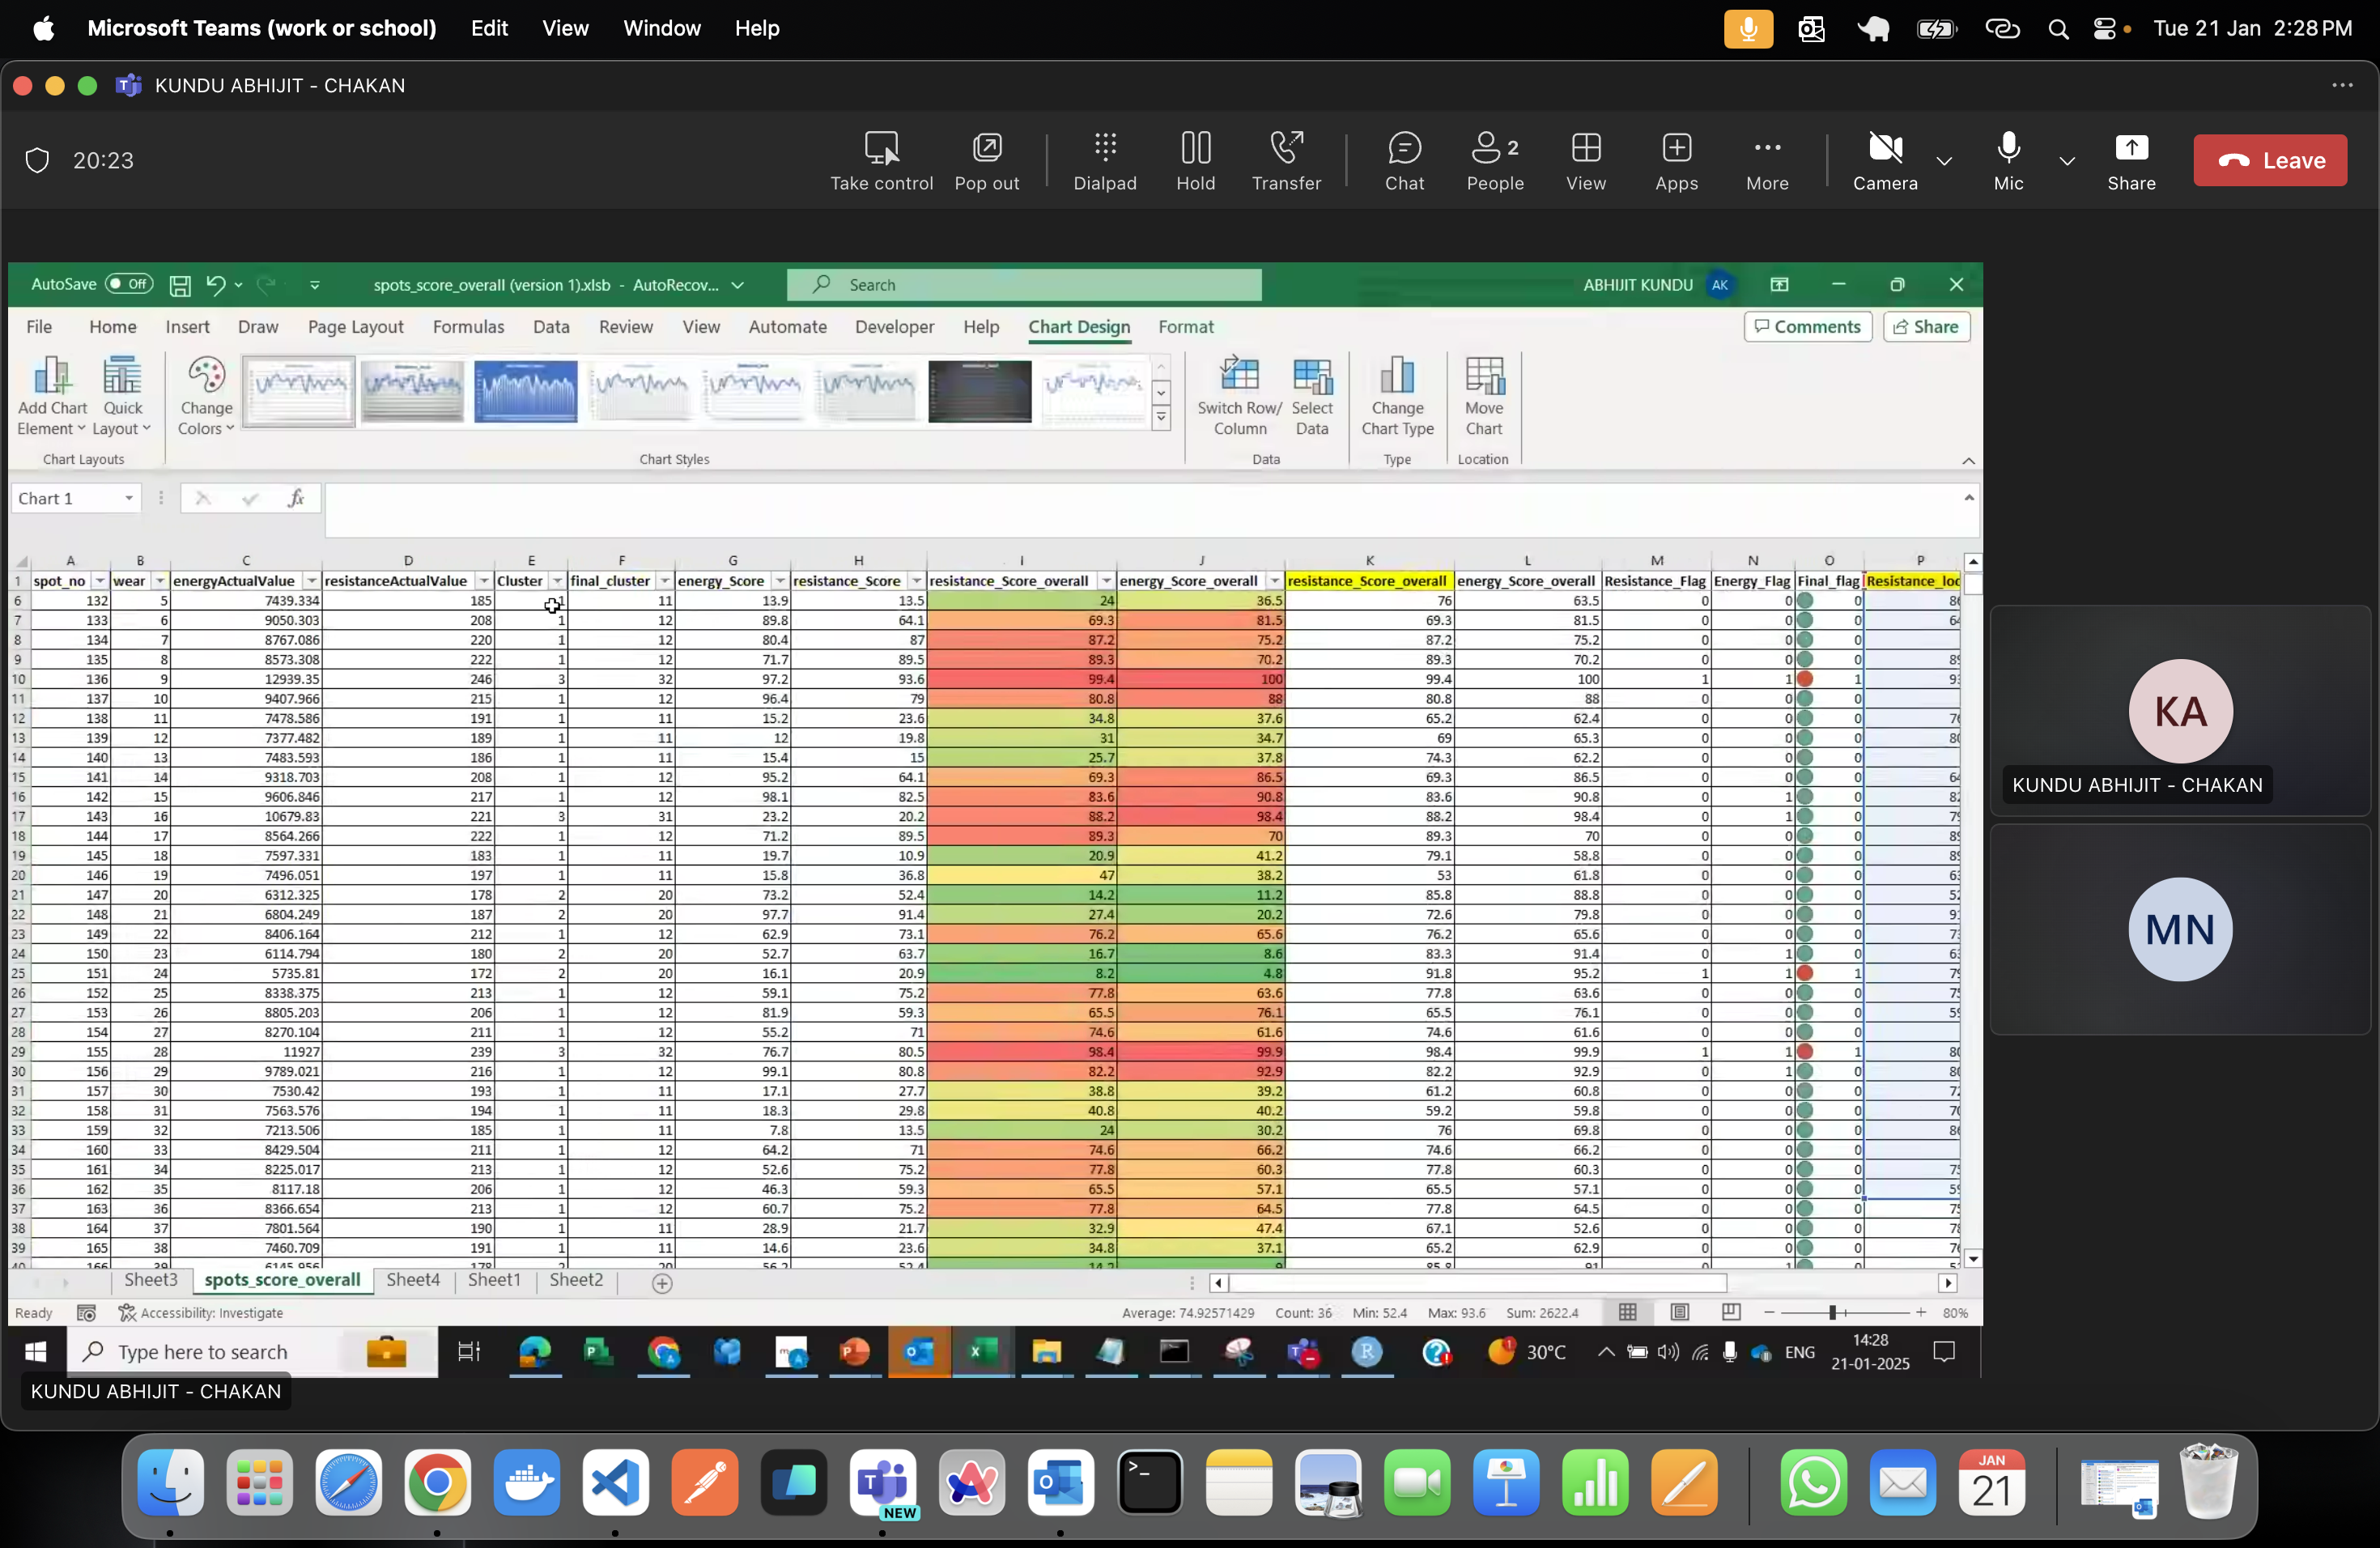 Microsoft Teams (work or school) Edit View Window Help Tue 21 Jan 2:28 PM
KUNDU ABHIJIT - CHAKAN
20:23 Take control Pop out Dialpad Hold Transfer Chat People 2 View Apps More Camera Mic Share Leave
AutoSave Off spots_score_overall (version 1).xlsb - AutoRecov... Search ABHIJIT KUNDU AK
File Home Insert Draw Page Layout Formulas Data Review View Automate Developer Help Chart Design Format Comments Share
Add Chart Element Quick Layout Change Colors Switch Row/ Column Select Data Change Chart Type Move Chart
Chart Layouts Chart Styles Data Type Location
Chart 1 fx
A B C D E F G H I J K L M N O P
1 spot_no wear energyActualValue resistanceActualValue Cluster final_cluster energy_Score resistance_Score resistance_Score_overall energy_Score_overall resistance_Score_overall energy_Score_overall Resistance_Flag Energy_Flag Final_flag Resistance_loc
6 132 5 7439.334 185 1 11 13.9 13.5 24 36.5 76 63.5 0 0 0
7 133 6 9050.303 208 1 12 89.8 64.1 69.3 81.5 69.3 81.5 0 0 0
8 134 7 8767.086 220 1 12 80.4 87 87.2 75.2 87.2 75.2 0 0 0
9 135 8 8573.308 222 1 12 71.7 89.5 89.3 70.2 89.3 70.2 0 0 0
10 136 9 12939.35 246 3 32 97.2 93.6 99.4 100 99.4 100 1 1 1
11 137 10 9407.966 215 1 12 96.4 79 80.8 88 80.8 88 0 0 0
12 138 11 7478.586 191 1 11 15.2 23.6 34.8 37.6 65.2 62.4 0 0 0
13 139 12 7377.482 189 1 11 12 19.8 31 34.7 69 65.3 0 0 0
14 140 13 7483.593 186 1 11 15.4 15 25.7 37.8 74.3 62.2 0 0 0
15 141 14 9318.703 208 1 12 95.2 64.1 69.3 86.5 69.3 86.5 0 0 0
16 142 15 9606.846 217 1 12 98.1 82.5 83.6 90.8 83.6 90.8 0 1 0
17 143 16 10679.83 221 3 31 23.2 20.2 88.2 98.4 88.2 98.4 0 1 0
18 144 17 8564.266 222 1 12 71.2 89.5 89.3 70 89.3 70 0 0 0
19 145 18 7597.331 183 1 11 19.7 10.9 20.9 41.2 79.1 58.8 0 0 0
20 146 19 7496.051 197 1 11 15.8 36.8 47 38.2 53 61.8 0 0 0
21 147 20 6312.325 178 2 20 73.2 52.4 14.2 11.2 85.8 88.8 0 0 0
22 148 21 6804.249 187 2 20 97.7 91.4 27.4 20.2 72.6 79.8 0 0 0
23 149 22 8406.164 212 1 12 62.9 73.1 76.2 65.6 76.2 65.6 0 0 0
24 150 23 6114.794 180 2 20 52.7 63.7 16.7 8.6 83.3 91.4 0 1 0
25 151 24 5735.81 172 2 20 16.1 20.9 8.2 4.8 91.8 95.2 1 1 1
26 152 25 8338.375 213 1 12 59.1 75.2 77.8 63.6 77.8 63.6 0 0 0
27 153 26 8805.203 206 1 12 81.9 59.3 65.5 76.1 65.5 76.1 0 0 0
28 154 27 8270.104 211 1 12 55.2 71 74.6 61.6 74.6 61.6 0 0 0
29 155 28 11927 239 3 32 76.7 80.5 98.4 99.9 98.4 99.9 1 1 1
30 156 29 9789.021 216 1 12 99.1 80.8 82.2 92.9 82.2 92.9 0 1 0
31 157 30 7530.42 193 1 11 17.1 27.7 38.8 39.2 61.2 60.8 0 0 0
32 158 31 7563.576 194 1 11 18.3 29.8 40.8 40.2 59.2 59.8 0 0 0
33 159 32 7213.506 185 1 11 7.8 13.5 24 30.2 76 69.8 0 0 0
34 160 33 8429.504 211 1 12 64.2 71 74.6 66.2 74.6 66.2 0 0 0
35 161 34 8225.017 213 1 12 52.6 75.2 77.8 60.3 77.8 60.3 0 0 0
36 162 35 8117.18 206 1 12 46.3 59.3 65.5 57.1 65.5 57.1 0 0 0
37 163 36 8366.654 213 1 12 60.7 75.2 77.8 64.5 77.8 64.5 0 0 0
38 164 37 7801.564 190 1 11 28.9 21.7 32.9 47.4 67.1 52.6 0 0 0
39 165 38 7460.709 191 1 11 14.6 23.6 34.8 37.1 65.2 62.9 0 0 0
Sheet3 spots_score_overall Sheet4 Sheet1 Sheet2
Ready Accessibility: Investigate Average: 74.92571429 Count: 36 Min: 52.4 Max: 93.6 Sum: 2622.4 80%
Type here to search 30°C ENG 14:28
21-01-2025
KUNDU ABHIJIT - CHAKAN
KA
KUNDU ABHIJIT - CHAKAN
MN
NEW
JAN
21